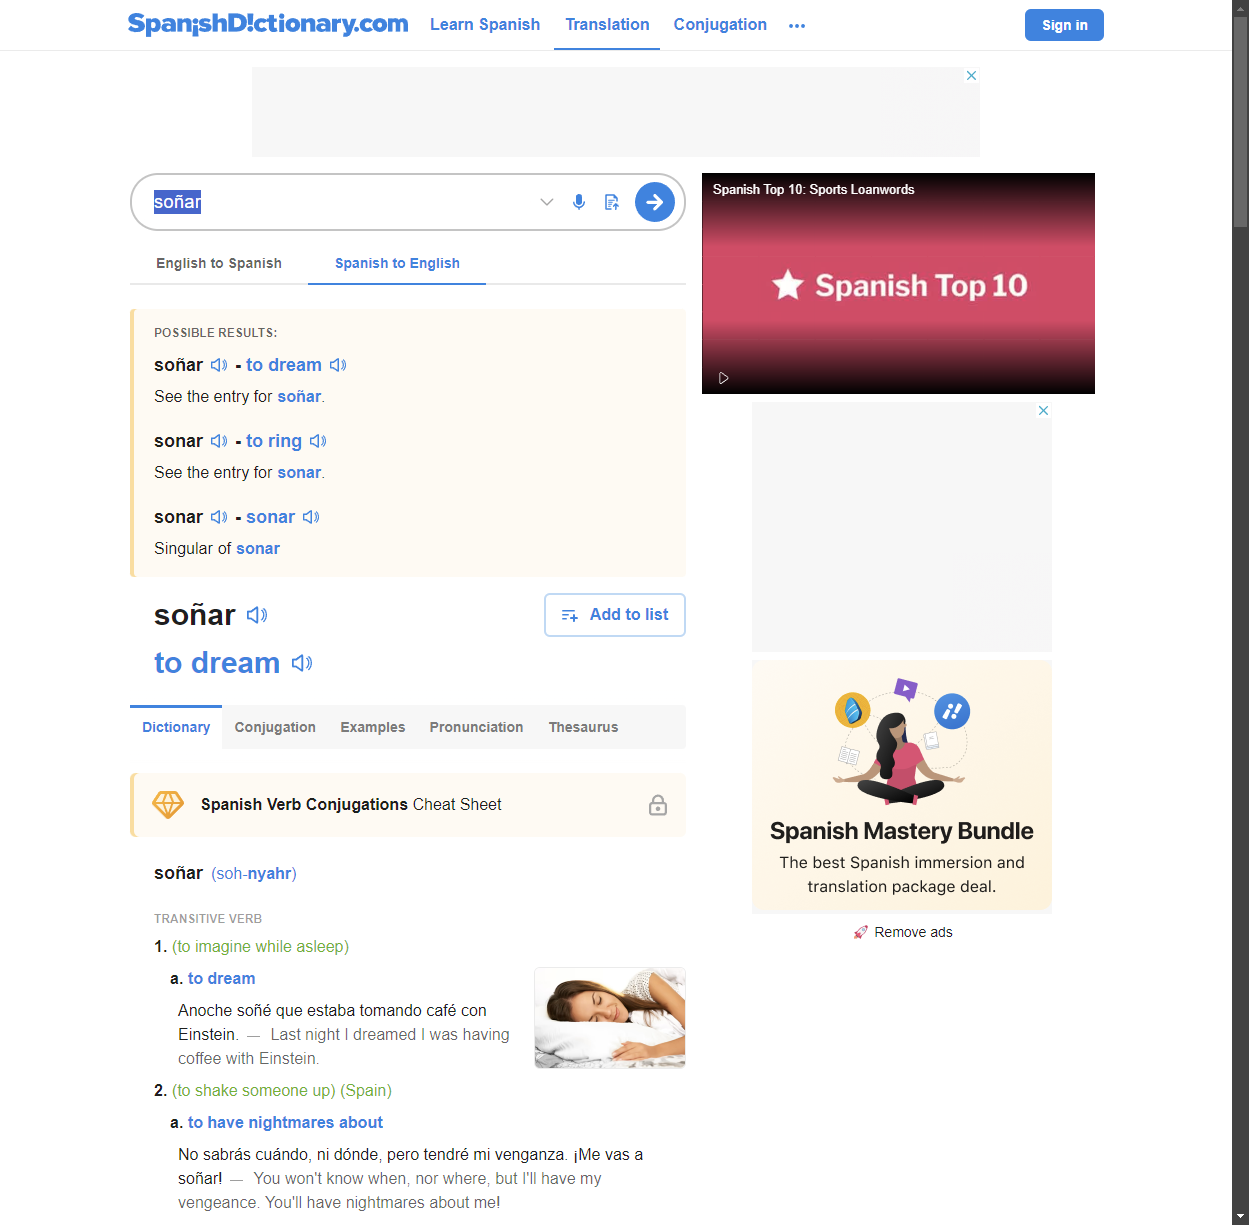 SpanishD!ctionary.com
Learn Spanish
Translation
Conjugation
Sign in
soñar
English to Spanish
Spanish to English
POSSIBLE RESULTS:
soñar - to dream
See the entry for soñar.
sonar - to ring
See the entry for sonar.
sonar - sonar
Singular of sonar
soñar
Add to list
to dream
Dictionary
Conjugation
Examples
Pronunciation
Thesaurus
Spanish Verb Conjugations Cheat Sheet
soñar (soh-nyahr)
TRANSITIVE VERB
1. (to imagine while asleep)
a. to dream
Anoche soñé que estaba tomando café con
Einstein. — Last night I dreamed I was having
coffee with Einstein.
2. (to shake someone up) (Spain)
a. to have nightmares about
No sabrás cuándo, ni dónde, pero tendré mi venganza. ¡Me vas a
soñar! — You won't know when, nor where, but I'll have my
vengeance. You'll have nightmares about me!
Spanish Top 10: Sports Loanwords
Spanish Top 10
Spanish Mastery Bundle
The best Spanish immersion and
translation package deal.
Remove ads